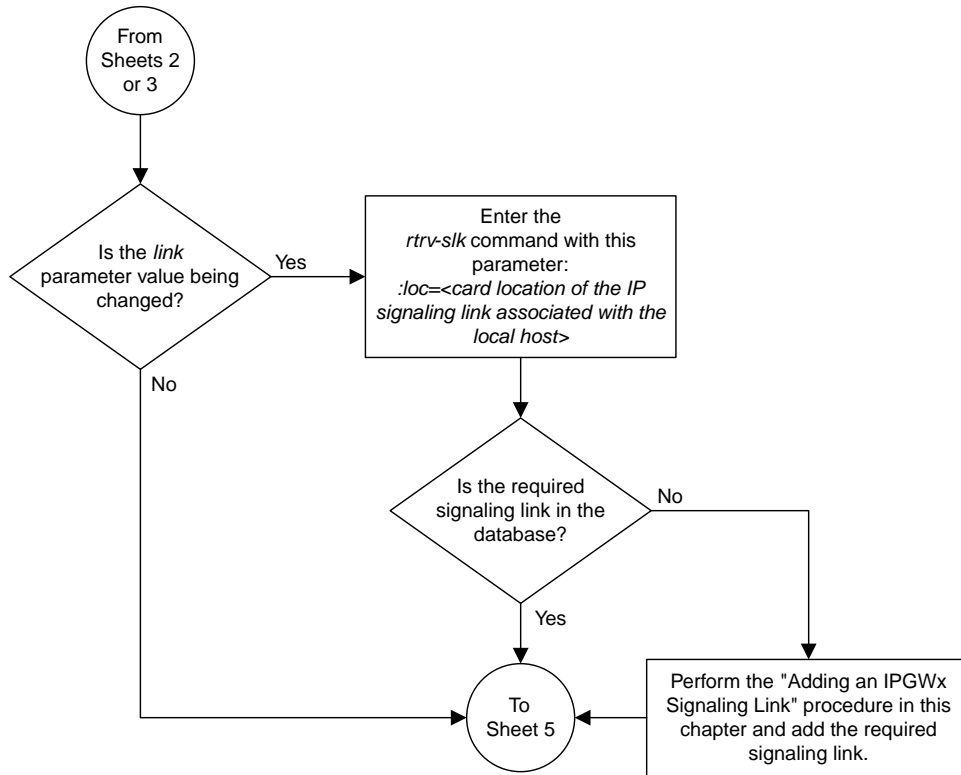 From
Sheets 2
or 3
Is the link
parameter value being
changed?
Yes
No
Enter the
rtrv-slk command with this
parameter:
:loc=<card location of the IP
signaling link associated with the
local host>
Is the required
signaling link in the
database?
No
Yes
To
Sheet 5
Perform the "Adding an IPGWx
Signaling Link" procedure in this
chapter and add the required
signaling link.